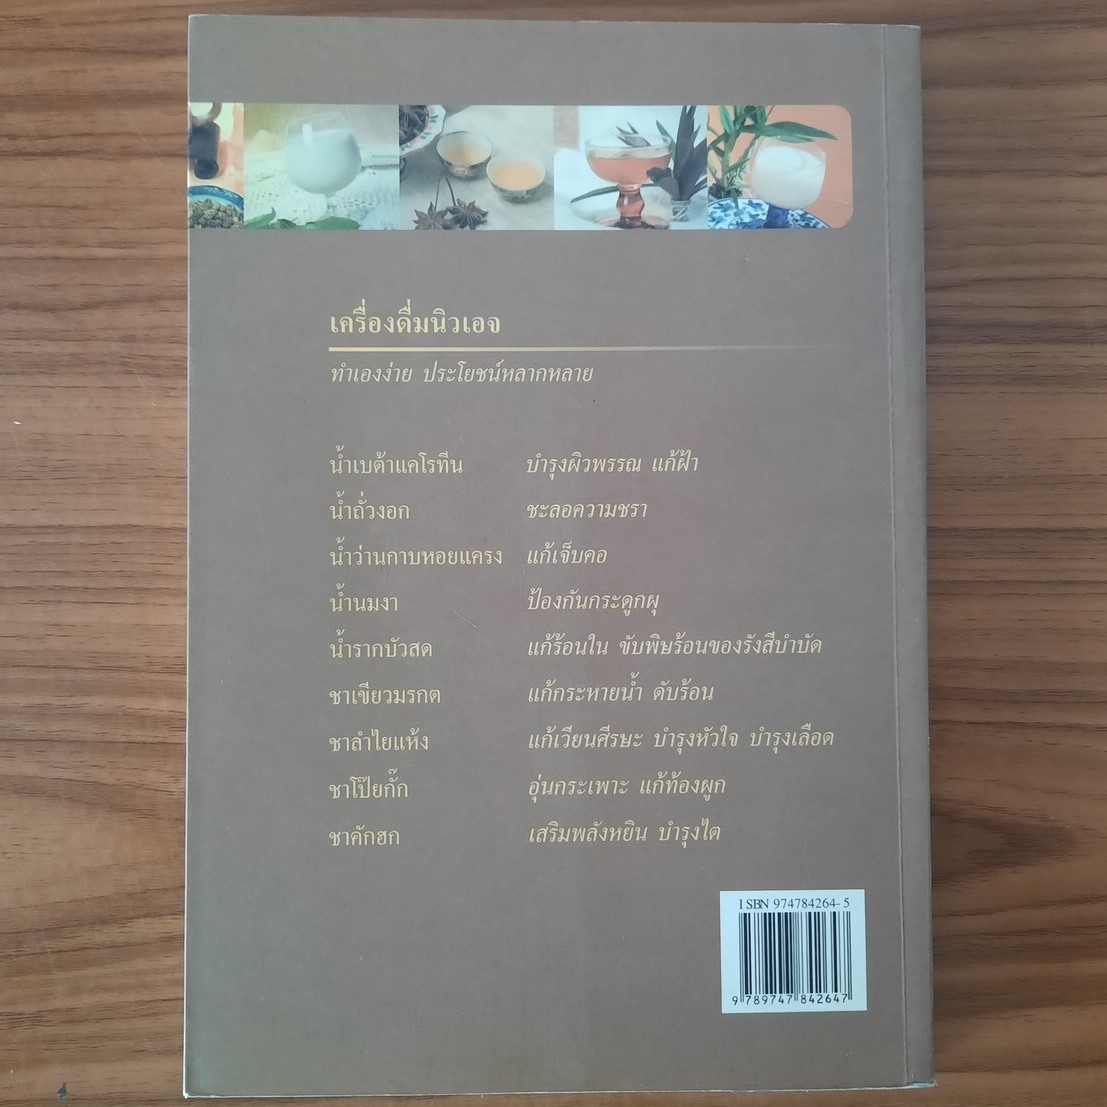 เครื่องดื่มนิวเอจ
ทำเองง่าย ประโยชน์หลากหลาย
น้ำเบต้าแคโรทีน บำรุงผิวพรรณ แก้ฝ้า
น้ำถั่วงอก ชะลอความชรา
น้ำว่านกาบหอยแครง แก้เจ็บคอ
น้ำนมงา ป้องกันกระดูกผุ
น้ำรากบัวสด แก้ร้อนใน ขับพิษร้อนของรังสีบำบัด
ชาเขียวมรกต แก้กระหายน้ำ ดับร้อน
ชาลำไยแห้ง แก้เวียนศีรษะ บำรุงหัวใจ บำรุงเลือด
ชาโป๊ยกั๊ก อุ่นกระเพาะ แก้ท้องผูก
ชาคักฮก เสริมพลังหยิน บำรุงไต
ISBN 974784264-5
9 789747 842647